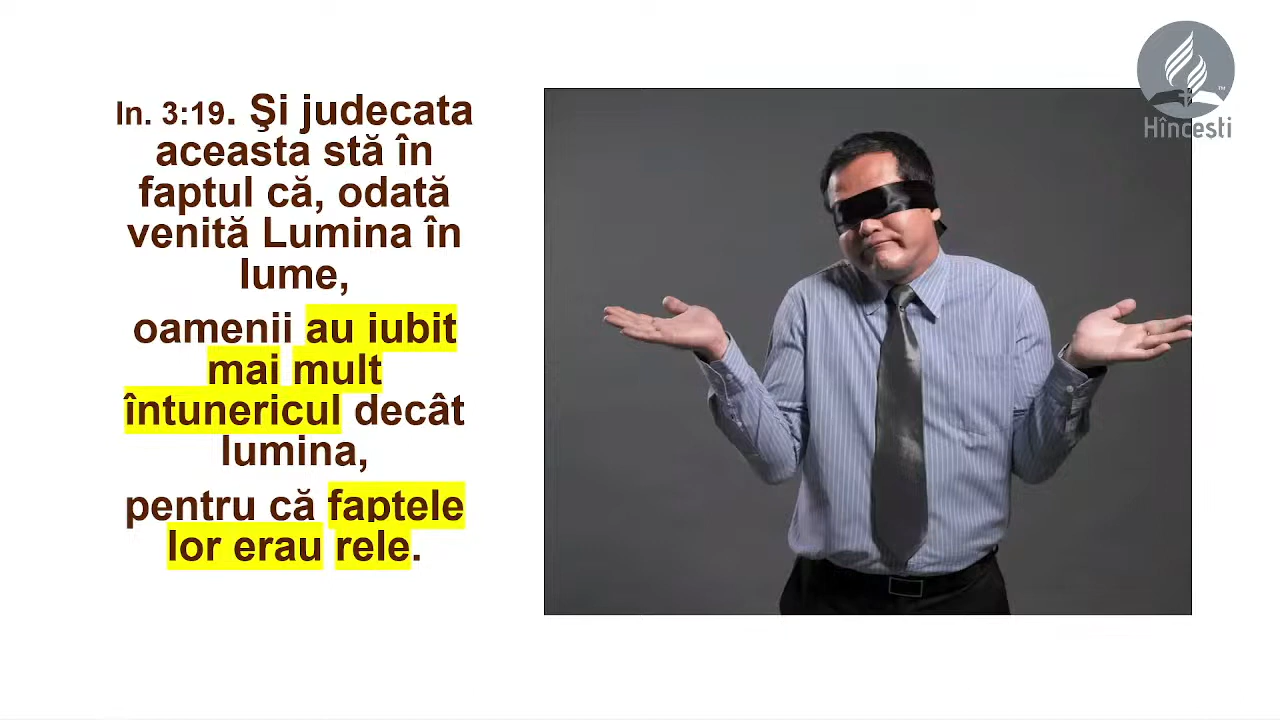 In. 3:19. Şi judecata
aceasta stă în
faptul că, odată
venită Lumina în
lume,
oamenii au iubit
mai mult
întunericul decât
lumina,
pentru că faptele
lor erau rele.
TM
Hîncești